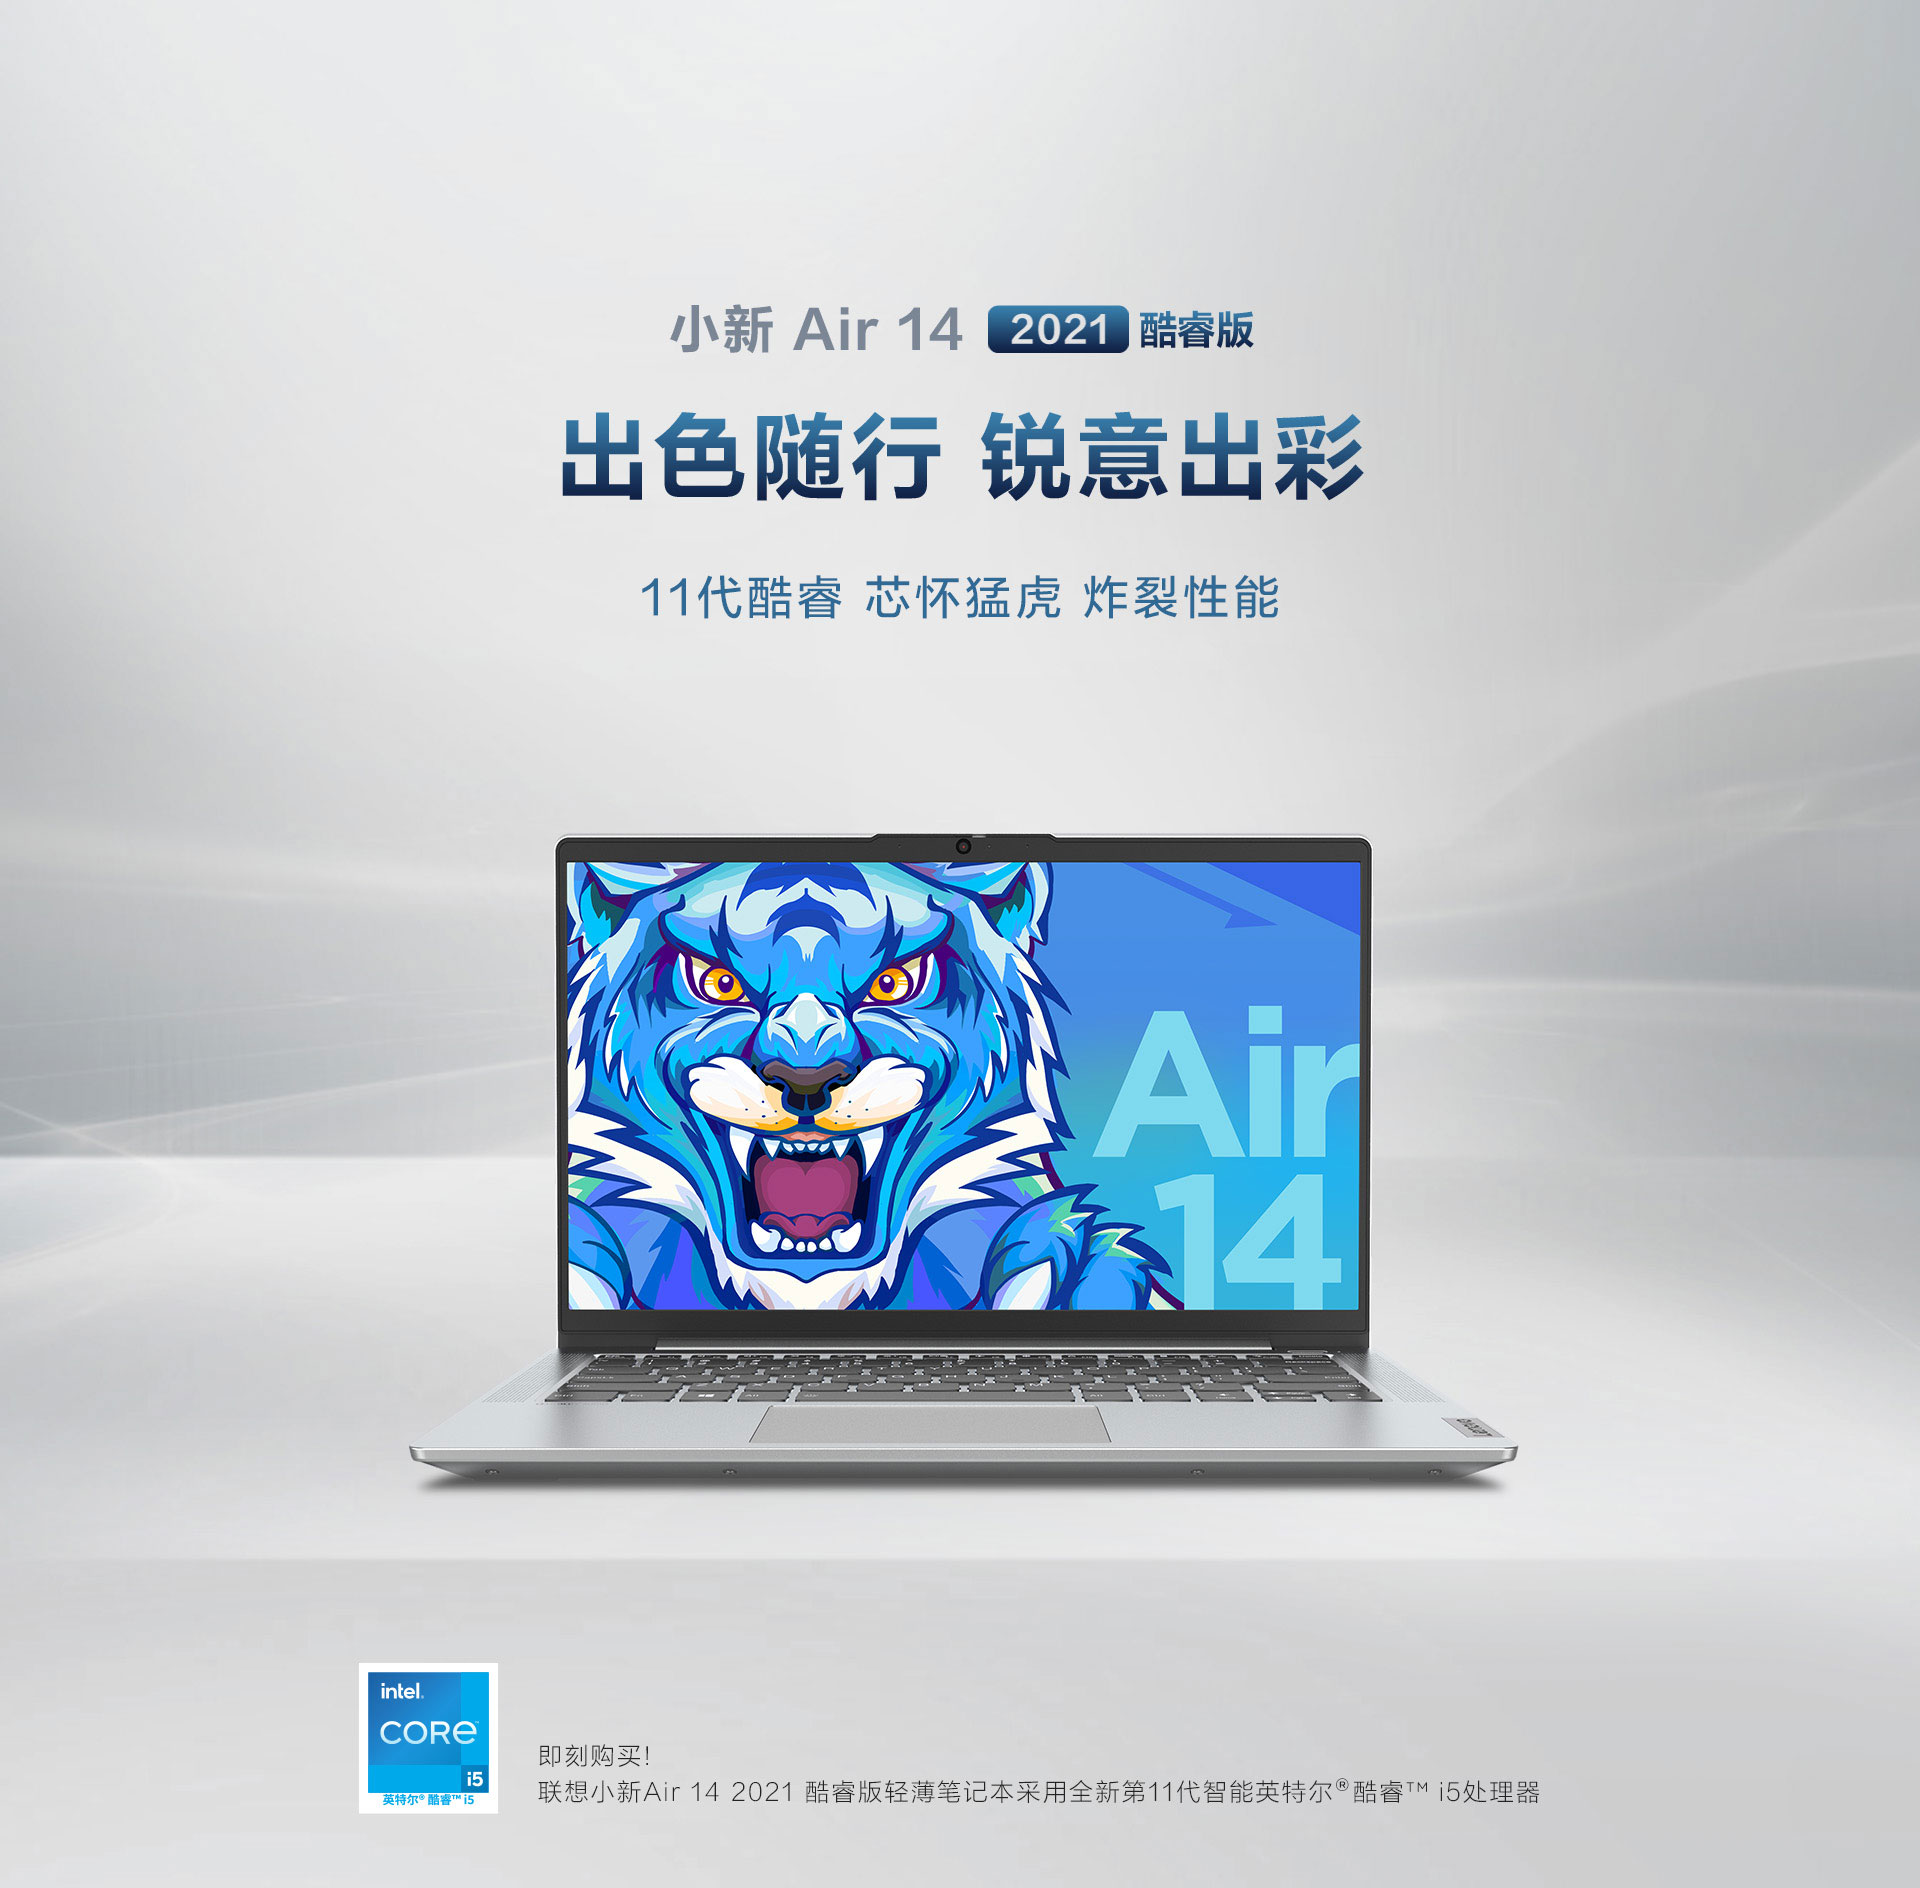 小新 Air 14 2021 酷睿版
出色随行 锐意出彩
11代酷睿 芯怀猛虎 炸裂性能
Air
14
Lenovo
intel.
CORE™
i5
英特尔® 酷睿™ i5
即刻购买!
联想小新Air 14 2021 酷睿版轻薄笔记本采用全新第11代智能英特尔®酷睿™ i5处理器